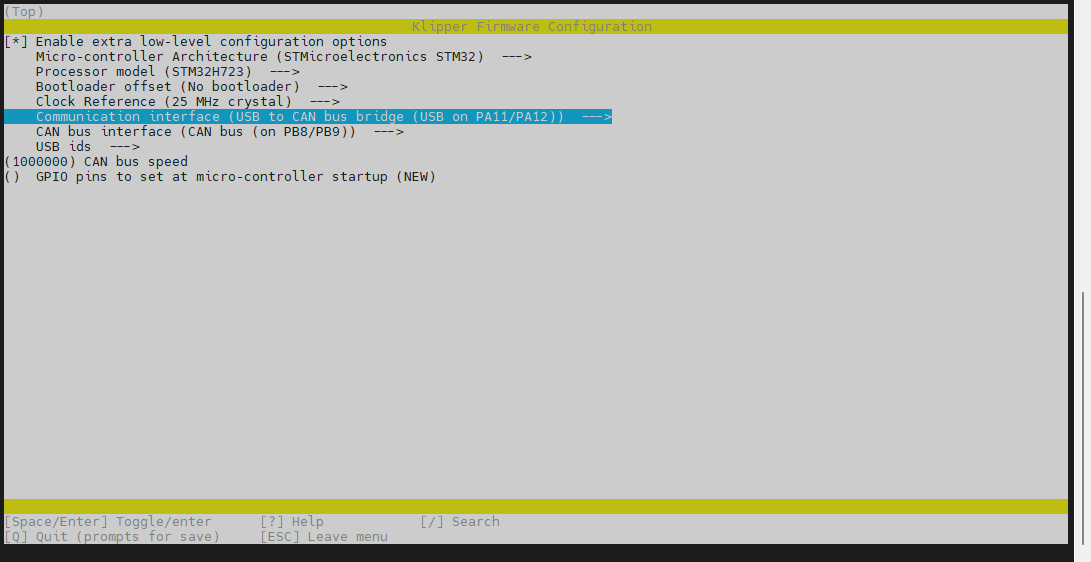 (Top)
Klipper Firmware Configuration
[*] Enable extra low-level configuration options
Micro-controller Architecture (STMicroelectronics STM32)  --->
Processor model (STM32H723)  --->
Bootloader offset (No bootloader)  --->
Clock Reference (25 MHz crystal)  --->
Communication interface (USB to CAN bus bridge (USB on PA11/PA12))  --->
CAN bus interface (CAN bus (on PB8/PB9))  --->
USB ids  --->
(1000000) CAN bus speed
()  GPIO pins to set at micro-controller startup (NEW)
[Space/Enter] Toggle/enter      [?] Help            [/] Search
[Q] Quit (prompts for save)     [ESC] Leave menu